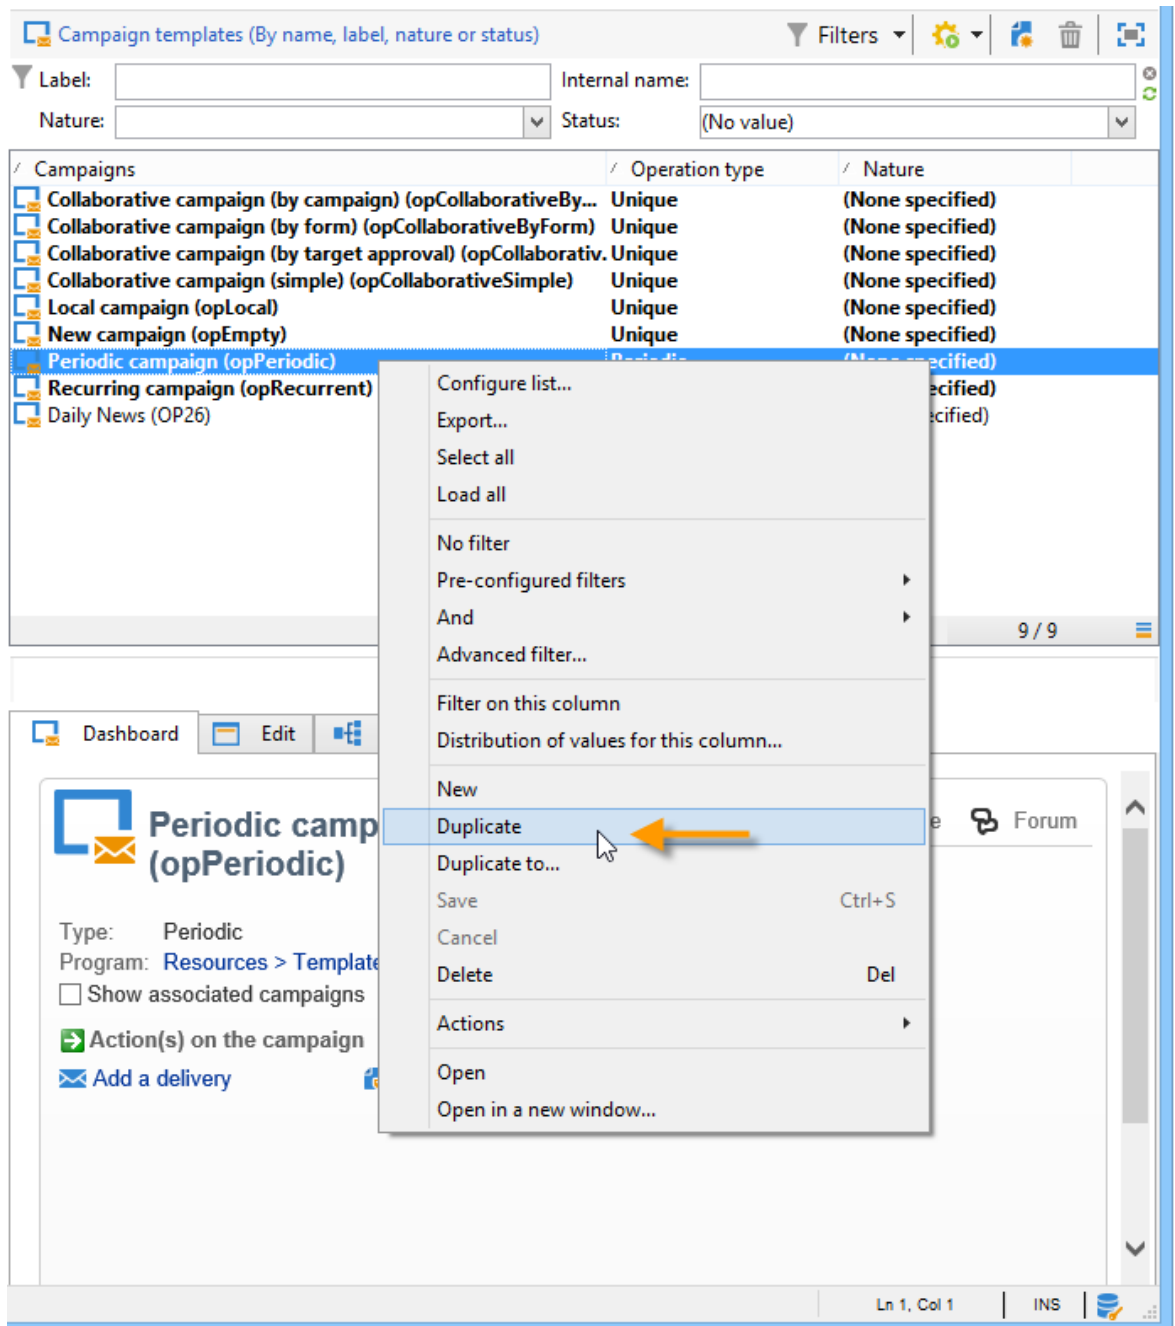 Campaign templates (By name, label, nature or status) Filters
Label: Internal name:
Nature: Status: (No value)
Campaigns Operation type Nature
Collaborative campaign (by campaign) (opCollaborativeBy... Unique (None specified)
Collaborative campaign (by form) (opCollaborativeByForm) Unique (None specified)
Collaborative campaign (by target approval) (opCollaborativ. Unique (None specified)
Collaborative campaign (simple) (opCollaborativeSimple) Unique (None specified)
Local campaign (opLocal) Unique (None specified)
New campaign (opEmpty) Unique (None specified)
Periodic campaign (opPeriodic) Periodic (None specified)
Recurring campaign (opRecurrent) ecified)
Daily News (OP26) ecified)
Configure list...
Export...
Select all
Load all
No filter
Pre-configured filters
And
9 / 9
Advanced filter...
Filter on this column
Dashboard Edit
Distribution of values for this column...
New
Periodic camp
(opPeriodic)
Duplicate
e Forum
Duplicate to...
Save Ctrl+S
Type: Periodic
Cancel
Program: Resources > Template
Delete Del
Show associated campaigns
Actions
Action(s) on the campaign
Open
Add a delivery
Open in a new window...
Ln 1, Col 1 INS